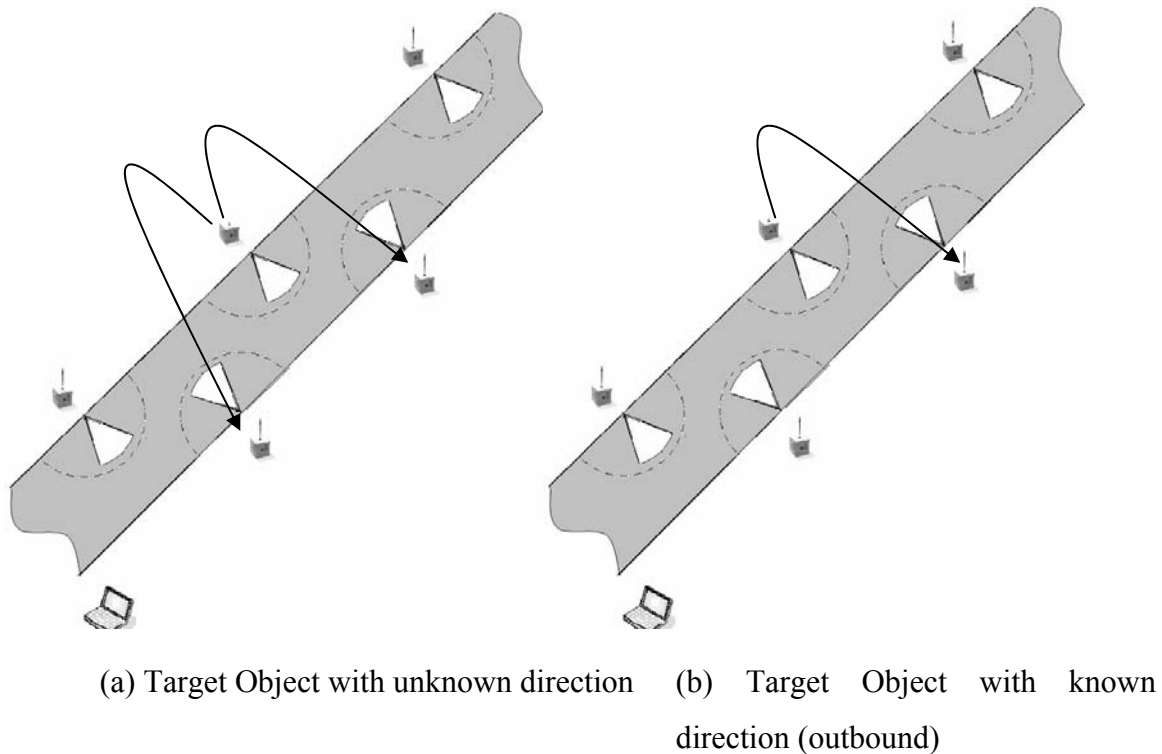 (a) Target Object with unknown direction
(b) Target Object with known
direction (outbound)